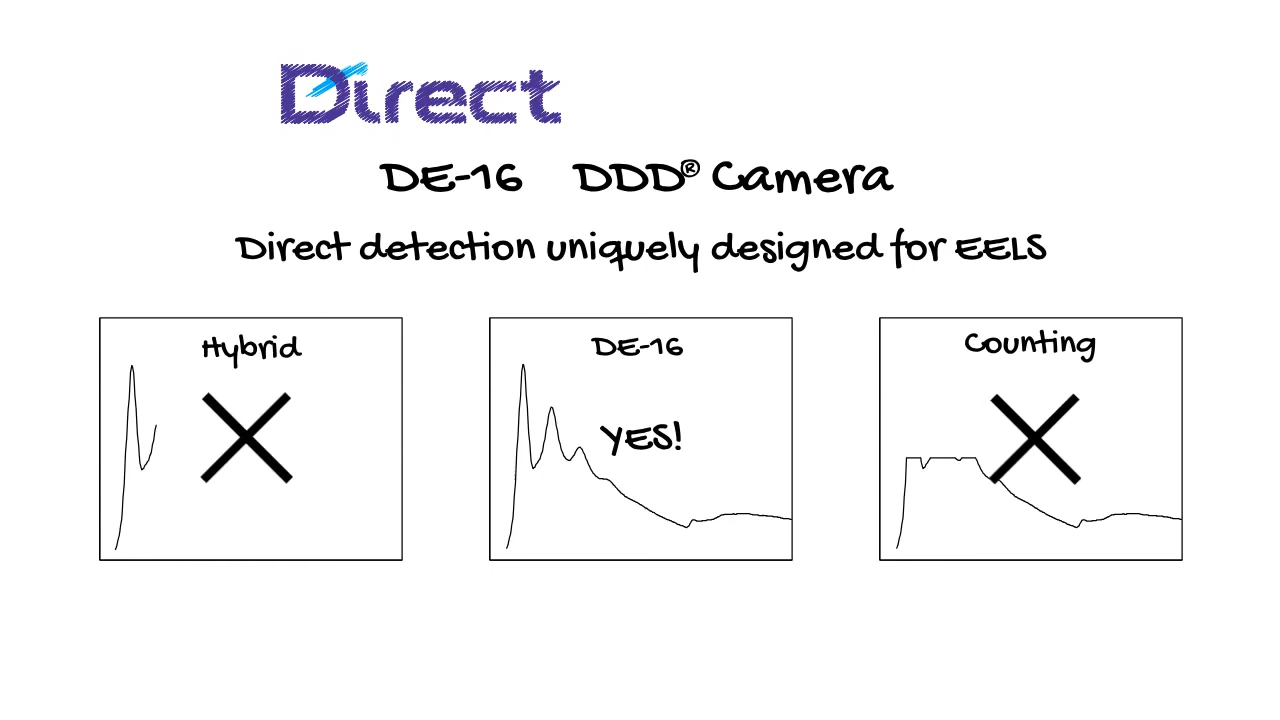 Direct
DE-16 DDD® Camera
Direct detection uniquely designed for EELS
Hybrid
DE-16
YES!
Counting